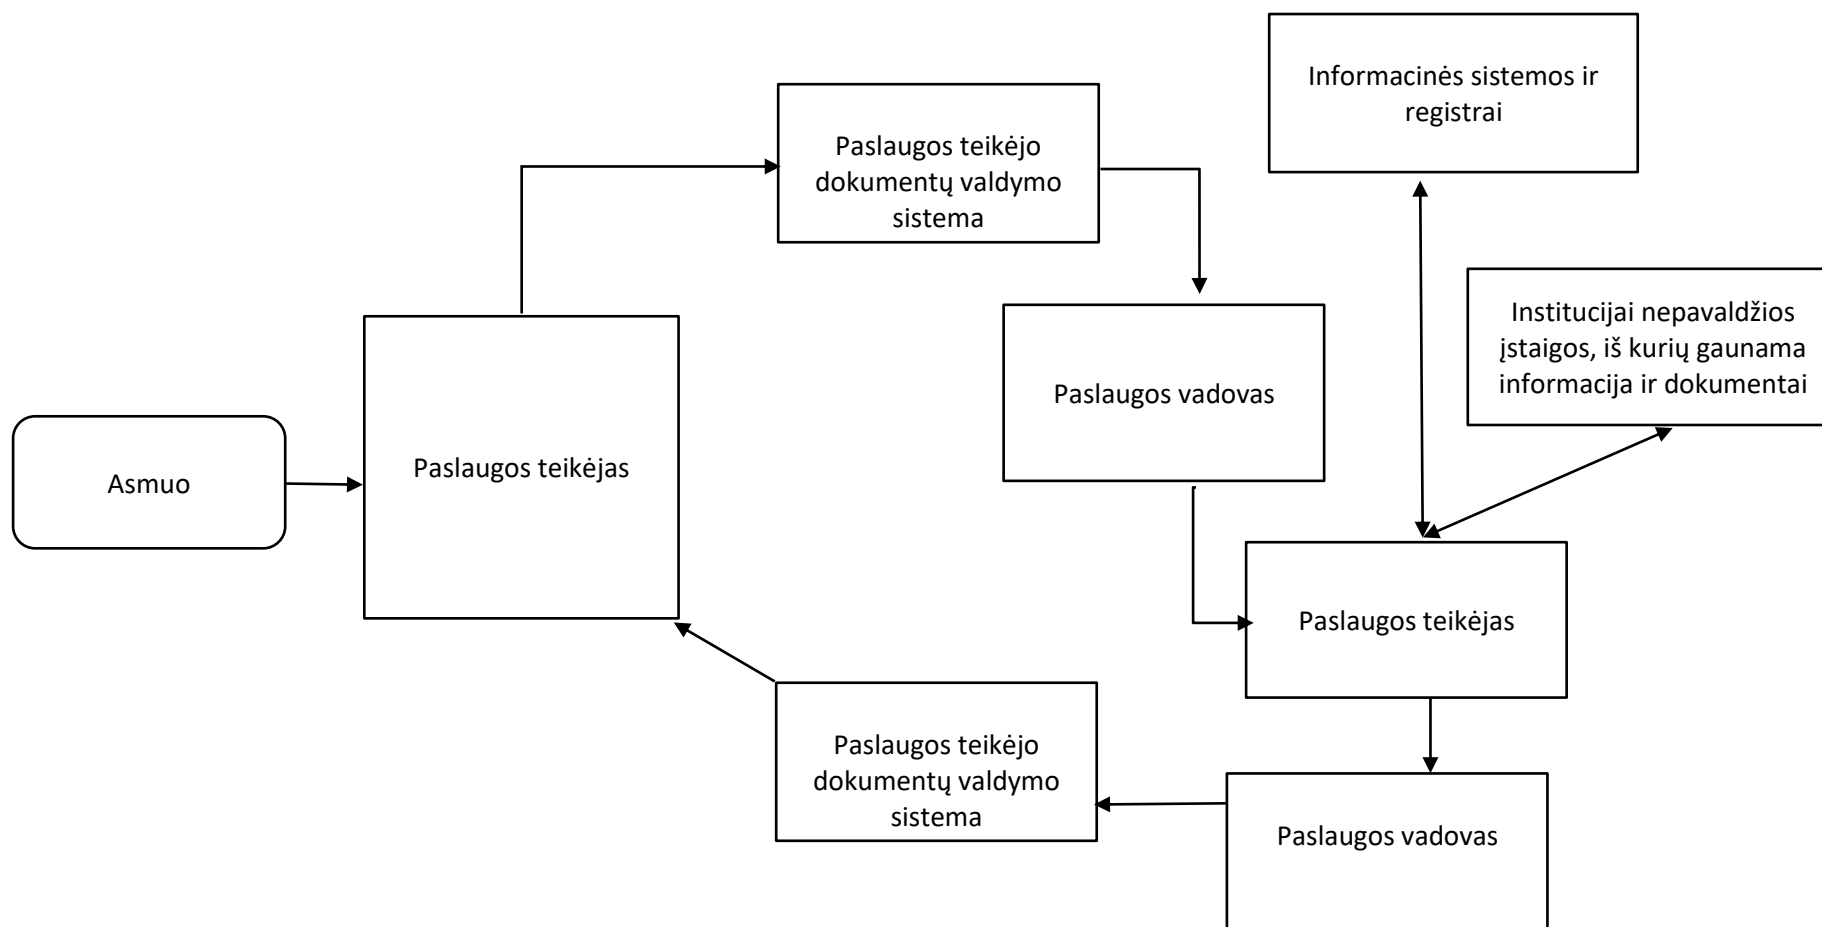 Informacinės sistemos ir
registrai
Paslaugos teikėjo
dokumentų valdymo
sistema
Institucijai nepavaldžios
įstaigos, iš kurių gaunama
informacija ir dokumentai
Paslaugos vadovas
Paslaugos teikėjas
Asmuo
Paslaugos teikėjas
Paslaugos teikėjo
dokumentų valdymo
sistema
Paslaugos vadovas